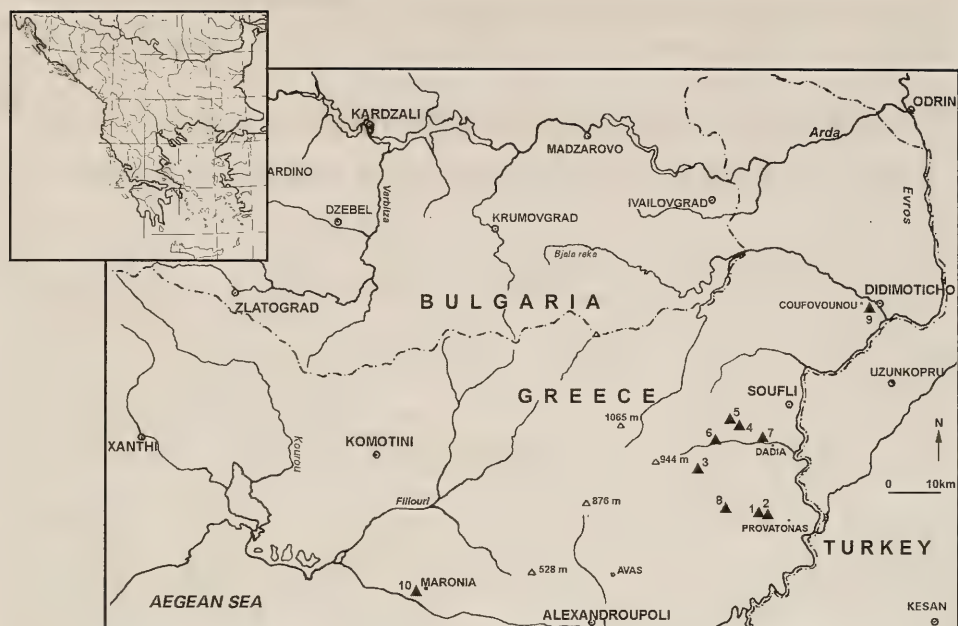 ODRIN
KARDZALI
Arda
MADZAROVO
ARDINO
Varbitza
IVAILOVGRAD
Evros
DZEBEL
KRUMOVGRAD
Bjala reka
ZLATOGRAD
BULGARIA
DIDIMOTICHO
COUFOVOUNOU
9
UZUNKOPRU
GREECE
SOUFLI
1065 m
5
4
N
XANTHI
KOMOTINI
Kourou
6
7
DADIA
944 m
3
0 10km
Filiouri
876 m
8
1
2
PROVATONAS
TURKEY
528 m
AVAS
10
MARONIA
AEGEAN SEA
KESAN
ALEXANDROUPOLI